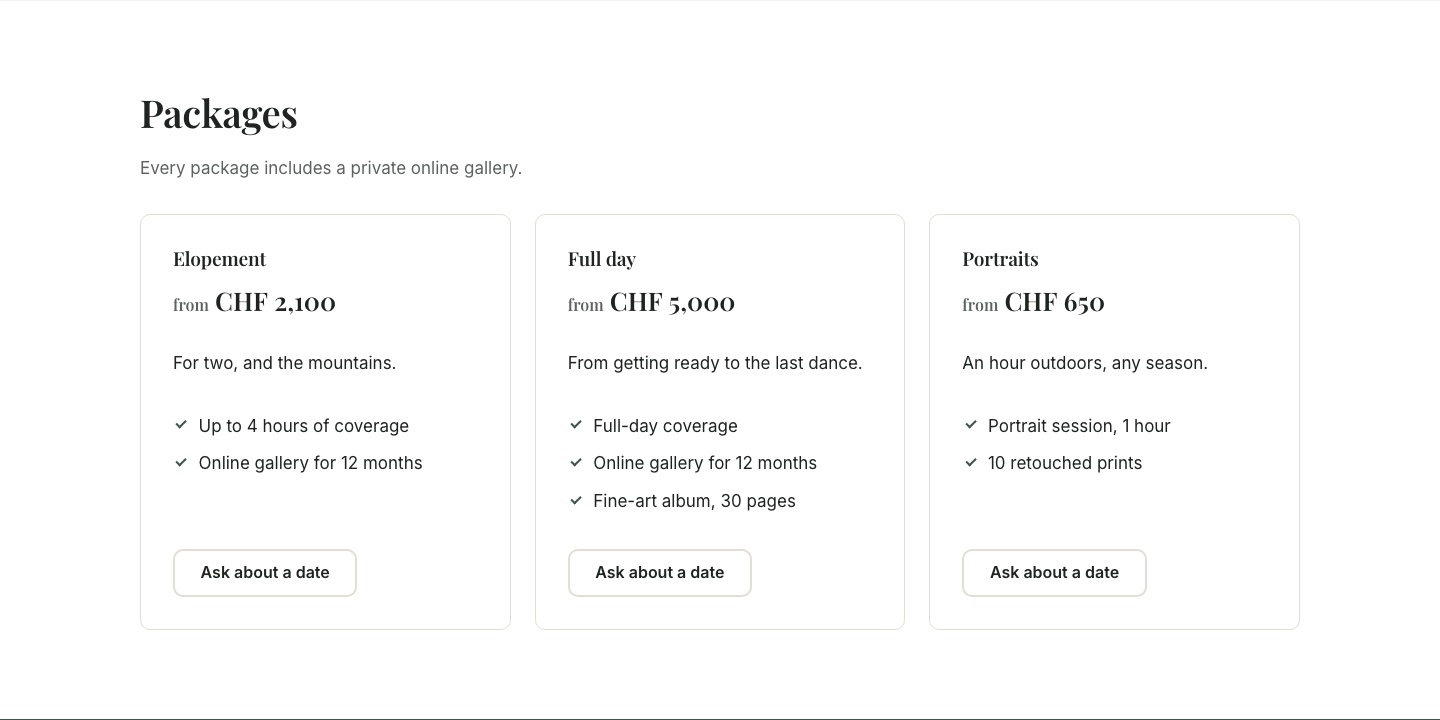 Packages
Every package includes a private online gallery.
Elopement
from CHF 2,100
For two, and the mountains.
Up to 4 hours of coverage
Online gallery for 12 months
Ask about a date
Full day
from CHF 5,000
From getting ready to the last dance.
Full-day coverage
Online gallery for 12 months
Fine-art album, 30 pages
Ask about a date
Portraits
from CHF 650
An hour outdoors, any season.
Portrait session, 1 hour
10 retouched prints
Ask about a date